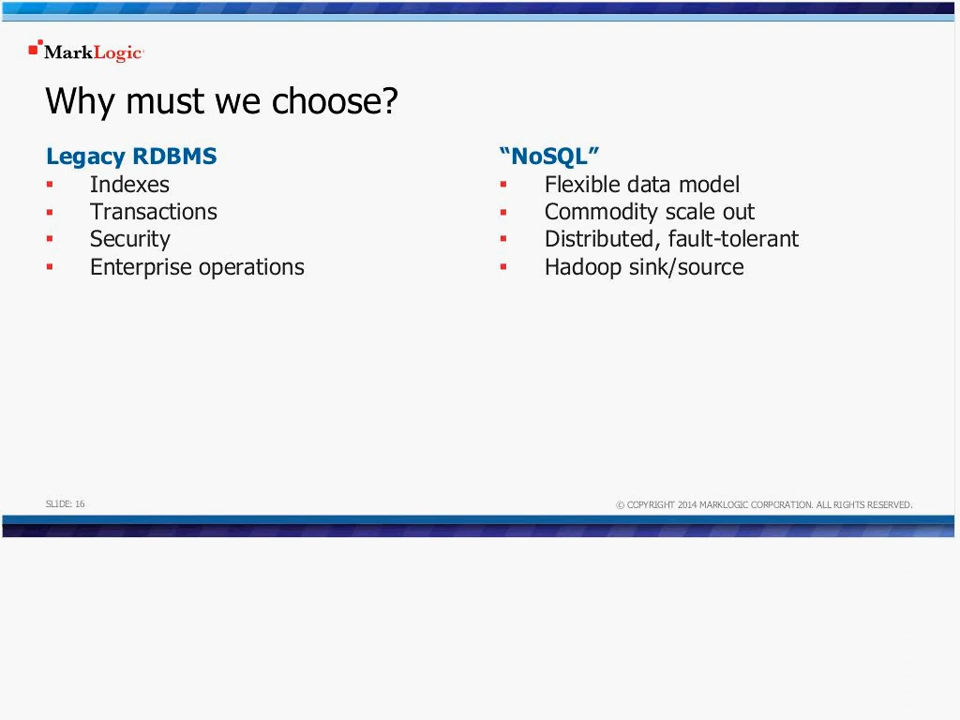 MarkLogic
Why must we choose?
Legacy RDBMS
▪ Indexes
▪ Transactions
▪ Security
▪ Enterprise operations
“NoSQL”
▪ Flexible data model
▪ Commodity scale out
▪ Distributed, fault-tolerant
▪ Hadoop sink/source
SLIDE: 16
© COPYRIGHT 2014 MARKLOGIC CORPORATION. ALL RIGHTS RESERVED.